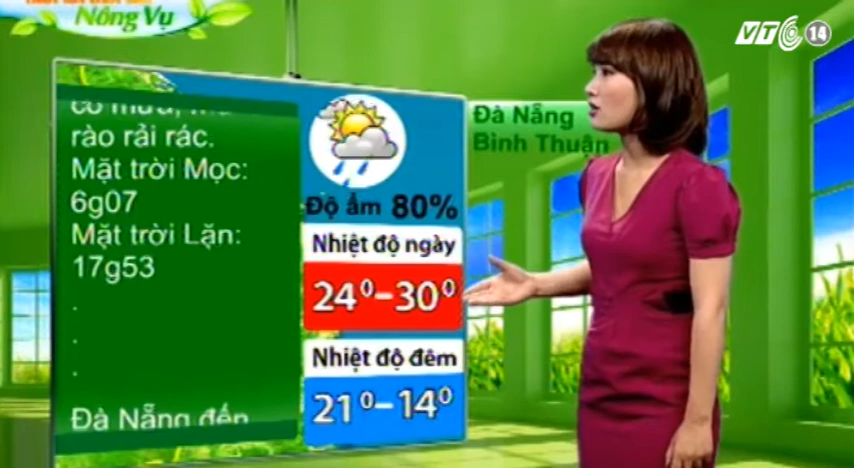 Nông Vụ
VTC 14
rào rải rác.
Mặt trời Mọc:
6g07
Mặt trời Lặn:
17g53
.
.
.
Đà Nẵng đến
Độ ẩm 80%
Nhiệt độ ngày
24⁰-30⁰
Nhiệt độ đêm
21⁰-14⁰
Đà Nẵng
Bình Thuận